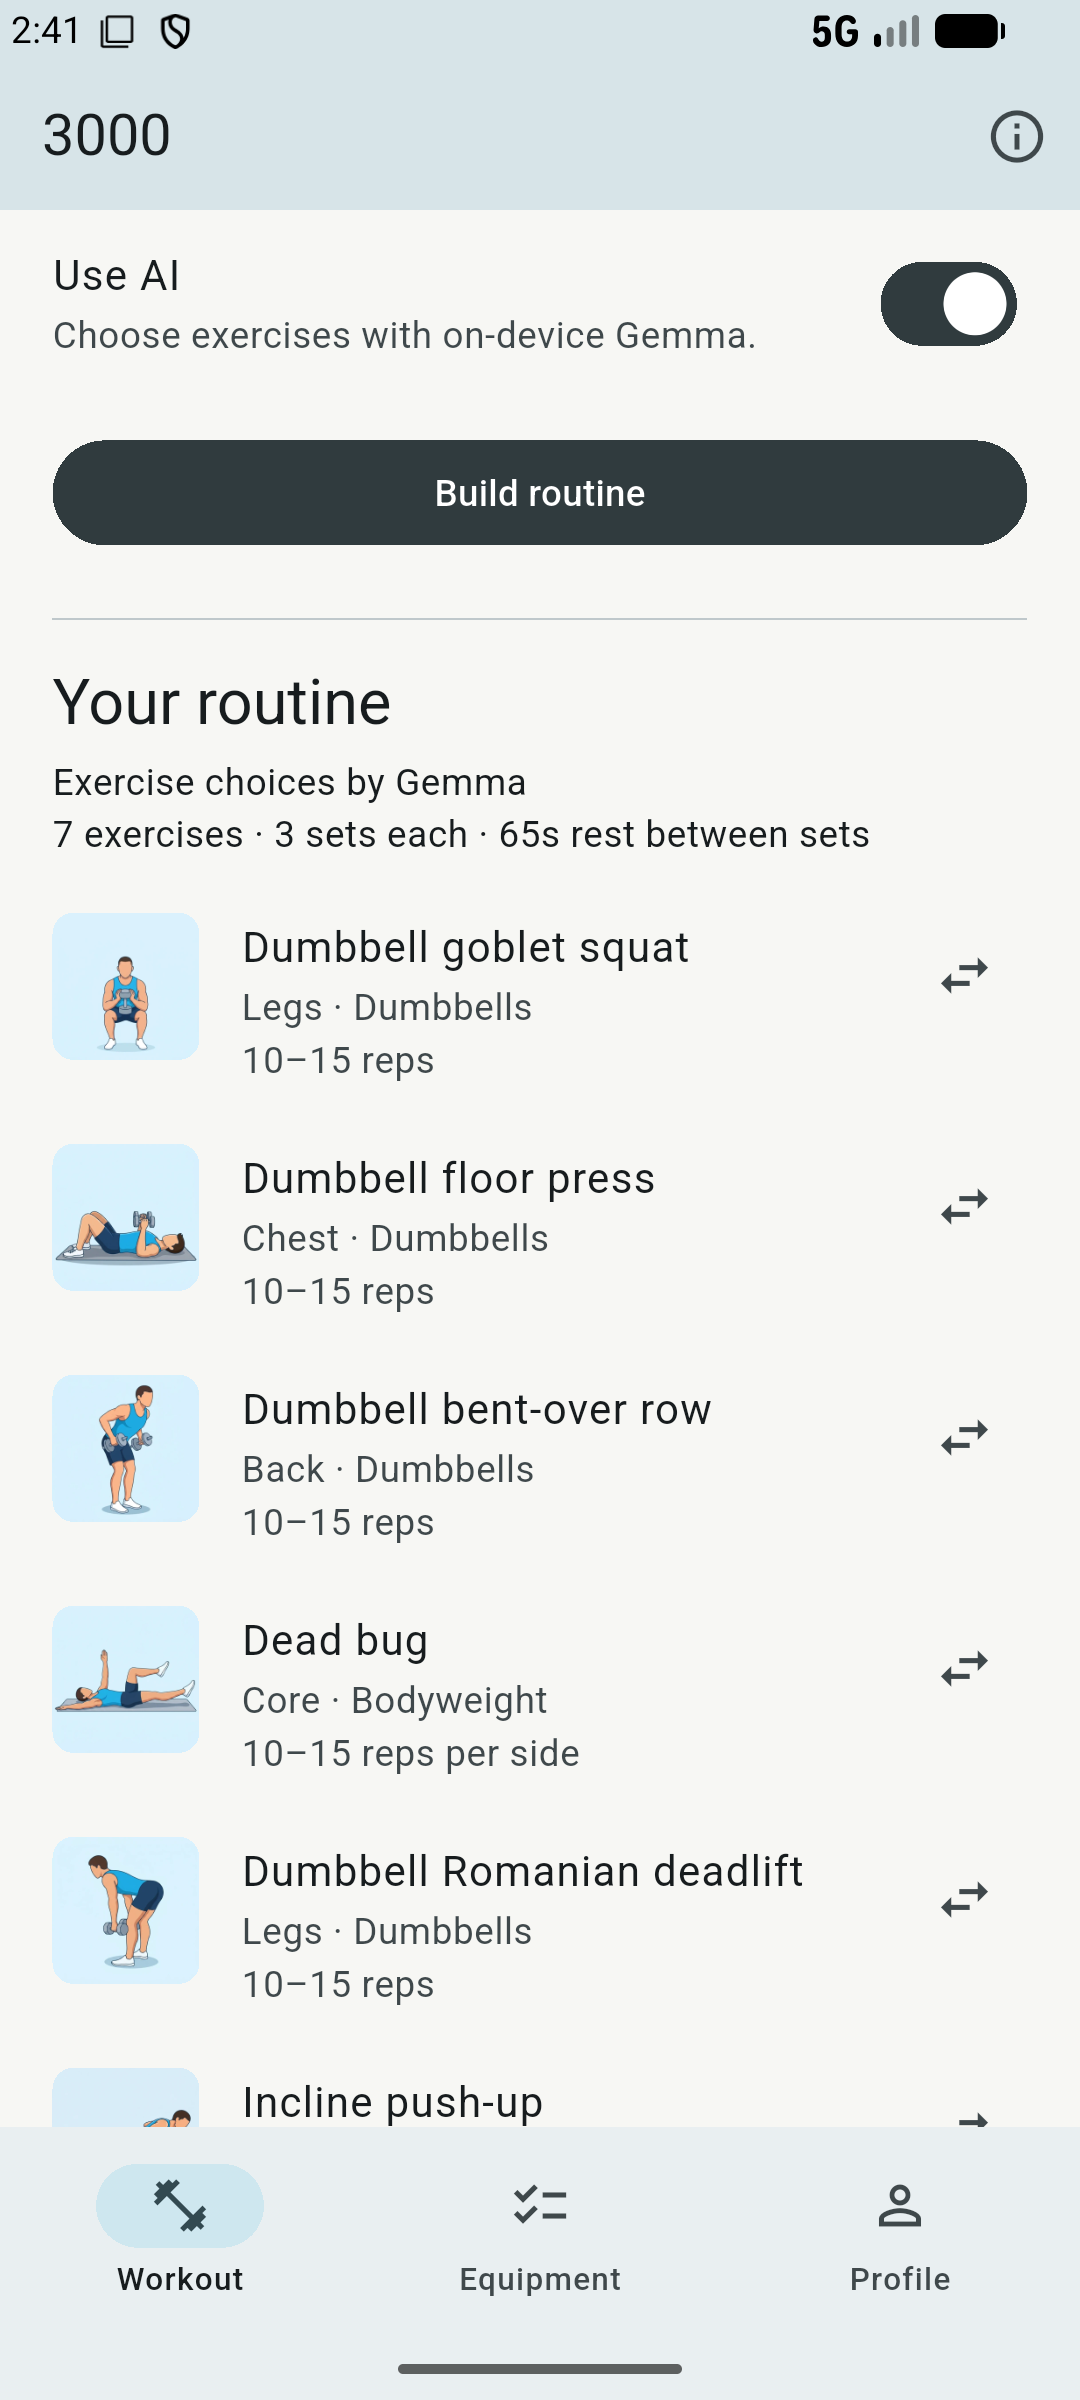 2:41
5G
3000
Use AI
Choose exercises with on-device Gemma.
Build routine
Your routine
Exercise choices by Gemma
7 exercises · 3 sets each · 65s rest between sets
Dumbbell goblet squat
Legs · Dumbbells
10–15 reps
Dumbbell floor press
Chest · Dumbbells
10–15 reps
Dumbbell bent-over row
Back · Dumbbells
10–15 reps
Dead bug
Core · Bodyweight
10–15 reps per side
Dumbbell Romanian deadlift
Legs · Dumbbells
10–15 reps
Incline push-up
Workout
Equipment
Profile